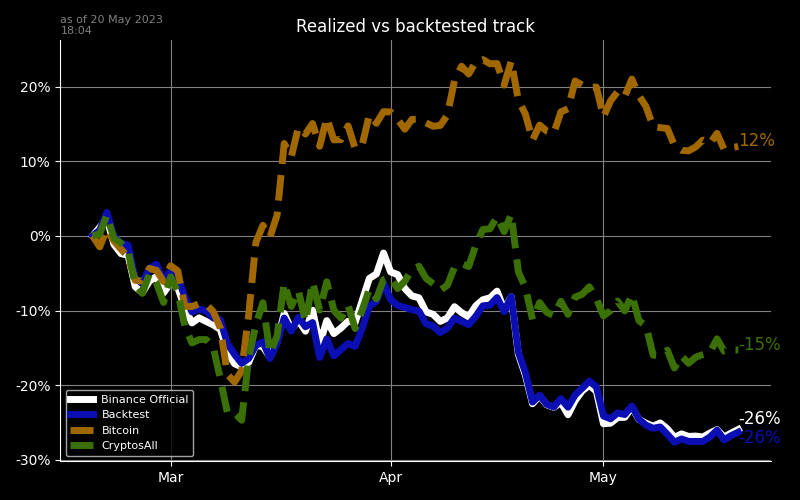 as of 20 May 2023
18:04
Realized vs backtested track
20%
10%
0%
-10%
-20%
-30%
12%
-15%
-26%
-26%
Binance Official
Backtest
Bitcoin
CryptosAll
Mar
Apr
May